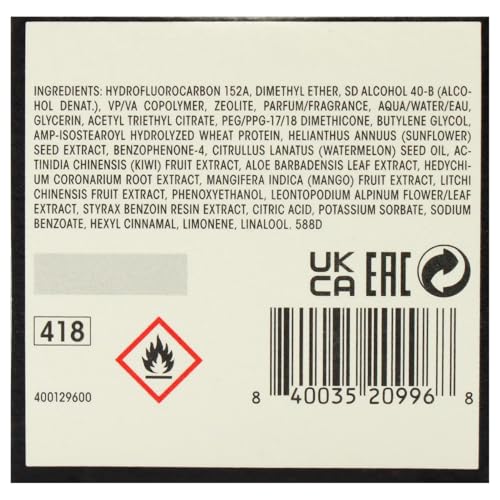 INGREDIENTS: HYDROFLUOROCARBON 152A, DIMETHYL ETHER, SD ALCOHOL 40-B (ALCO-
HOL DENAT.), VP/VA COPOLYMER, ZEOLITE, PARFUM/FRAGRANCE, AQUA/WATER/EAU,
GLYCERIN, ACETYL TRIETHYL CITRATE, PEG/PPG-17/18 DIMETHICONE, BUTYLENE GLYCOL,
AMP-ISOSTEAROYL HYDROLYZED WHEAT PROTEIN, HELIANTHUS ANNUUS (SUNFLOWER)
SEED EXTRACT, BENZOPHENONE-4, CITRULLUS LANATUS (WATERMELON) SEED OIL, AC-
TINIDIA CHINENSIS (KIWI) FRUIT EXTRACT, ALOE BARBADENSIS LEAF EXTRACT, HEDYCHI-
UM CORONARIUM ROOT EXTRACT, MANGIFERA INDICA (MANGO) FRUIT EXTRACT, LITCHI
CHINENSIS FRUIT EXTRACT, PHENOXYETHANOL, LEONTOPODIUM ALPINUM FLOWER/LEAF
EXTRACT, STYRAX BENZOIN RESIN EXTRACT, CITRIC ACID, POTASSIUM SORBATE, SODIUM
BENZOATE, HEXYL CINNAMAL, LIMONENE, LINALOOL. 588D
UK
CA EAC
418
400129600
8 40035 20996 8